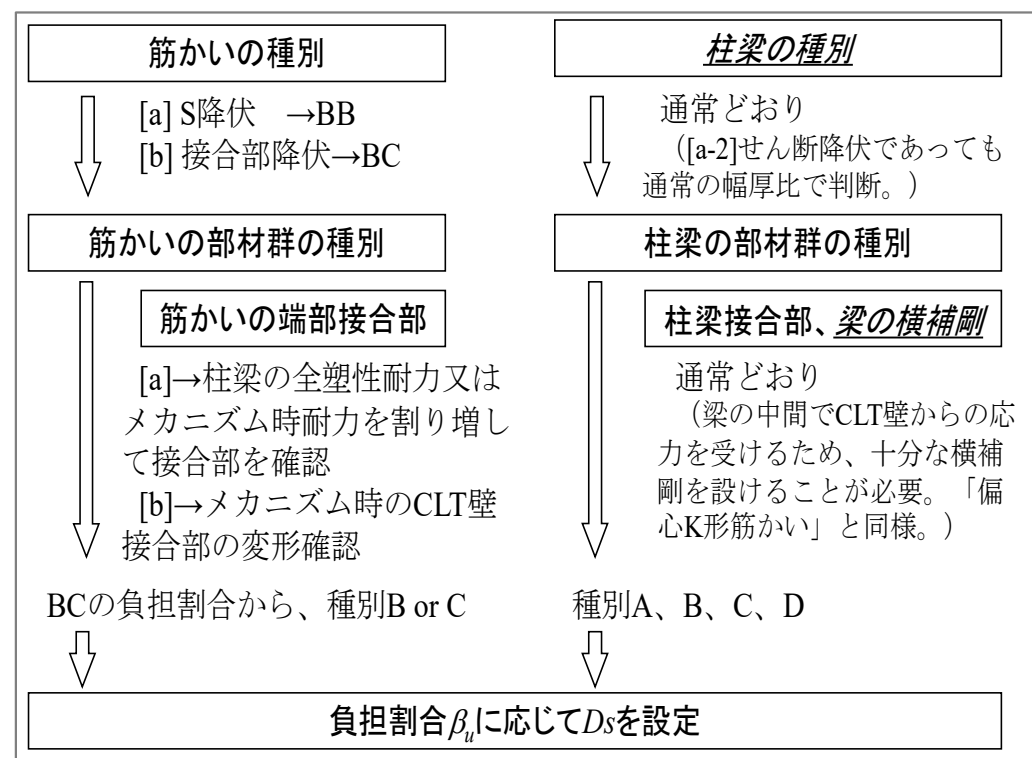 筋かいの種別
[a] S降伏　→BB
[b] 接合部降伏→BC
筋かいの部材群の種別
筋かいの端部接合部
[a]→柱梁の全塑性耐力又は
メカニズム時耐力を割り増し
て接合部を確認
[b]→メカニズム時のCLT壁
接合部の変形確認
BCの負担割合から、種別B or C
柱梁の種別
通常どおり
（[a-2]せん断降伏であっても
通常の幅厚比で判断。）
柱梁の部材群の種別
柱梁接合部、梁の横補剛
通常どおり
（梁の中間でCLT壁からの応
力を受けるため、十分な横補
剛を設けることが必要。「偏
心K形筋かい」と同様。）
種別A、B、C、D
負担割合βuに応じてDsを設定